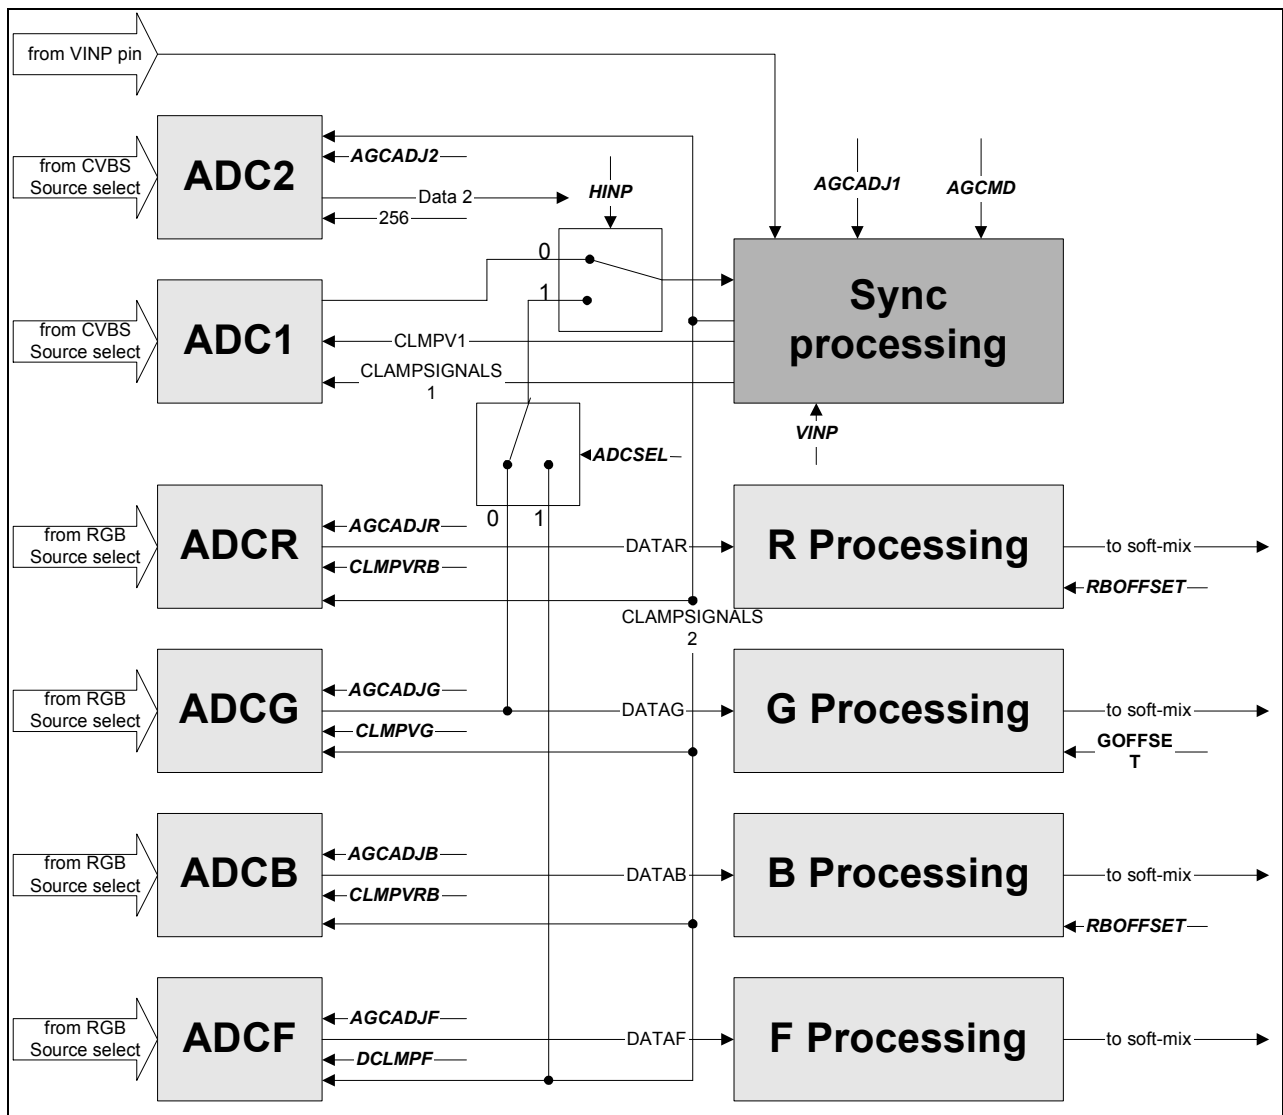 from VINP pin
from CVBS
Source select
ADC2
AGCADJ2
Data 2
256
HINP
AGCADJ1
AGCMD
0
1
Sync
processing
from CVBS
Source select
ADC1
CLMPV1
CLAMPSIGNALS
1
VINP
ADCSEL
0
1
from RGB
Source select
ADCR
AGCADJR
DATAR
CLMPVRB
R Processing
to soft-mix
RBOFFSET
CLAMPSIGNALS
2
from RGB
Source select
ADCG
AGCADJG
DATAG
CLMPVG
G Processing
to soft-mix
GOFFSE
T
from RGB
Source select
ADCB
AGCADJB
DATAB
CLMPVRB
B Processing
to soft-mix
RBOFFSET
from RGB
Source select
ADCF
AGCADJF
DATAF
DCLMPF
F Processing
to soft-mix